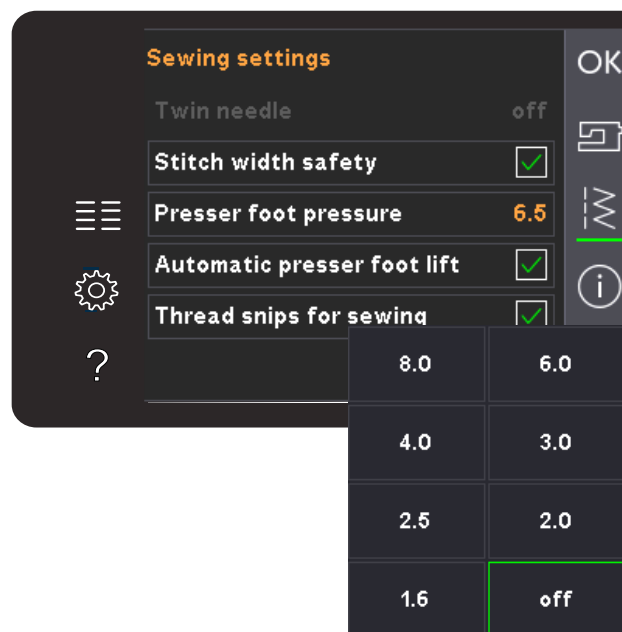 Sewing settings
OK
Twin needle off
Stitch width safety
Presser foot pressure 6.5
Automatic presser foot lift
i
Thread snips for sewing
?
8.0 6.0
4.0 3.0
2.5 2.0
1.6 off